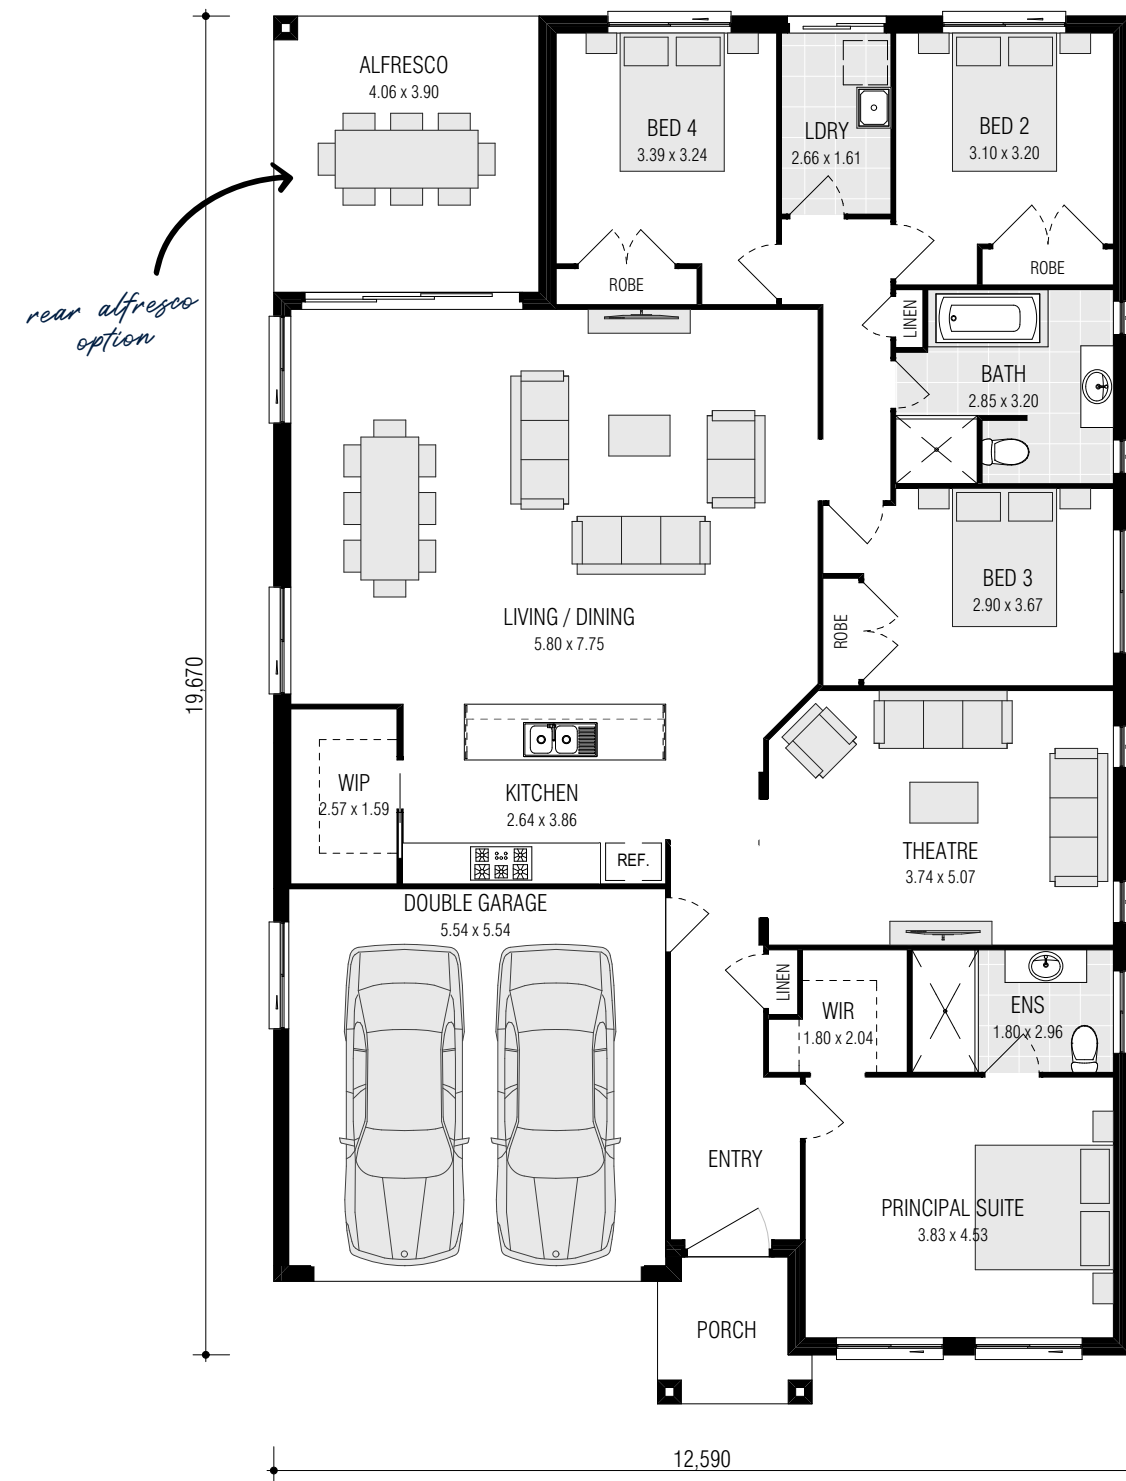 ALFRESCO
4.06 x 3.90
BED 4
3.39 x 3.24
LDRY
2.66 x 1.61
BED 2
3.10 x 3.20
ROBE
ROBE
rear alfresco
option
LINEN
BATH
2.85 x 3.20
BED 3
2.90 x 3.67
ROBE
LIVING / DINING
5.80 x 7.75
19,670
WIP
2.57 x 1.59
KITCHEN
2.64 x 3.86
REF.
THEATRE
3.74 x 5.07
DOUBLE GARAGE
5.54 x 5.54
LINEN
WIR
1.80 x 2.04
ENS
1.80 x 2.96
ENTRY
PRINCIPAL SUITE
3.83 x 4.53
PORCH
12,590